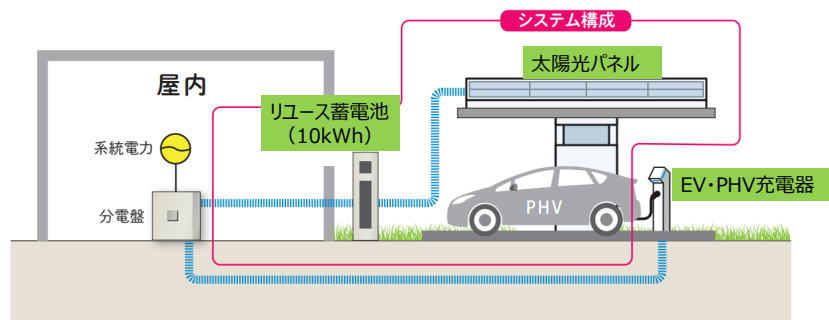 システム構成
太陽光パネル
屋内
リユース蓄電池
（10kWh）
系統電力
EV・PHV充電器
分電盤
PHV